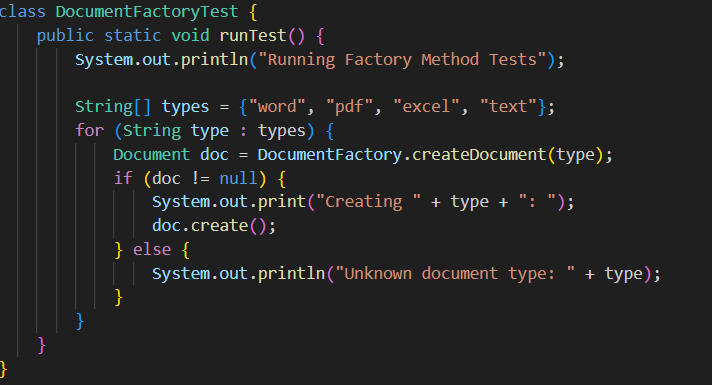 class DocumentFactoryTest {
    public static void runTest() {
        System.out.println("Running Factory Method Tests");

        String[] types = {"word", "pdf", "excel", "text"};
        for (String type : types) {
            Document doc = DocumentFactory.createDocument(type);
            if (doc != null) {
                System.out.print("Creating " + type + ": ");
                doc.create();
            } else {
                System.out.println("Unknown document type: " + type);
            }
        }
    }
}